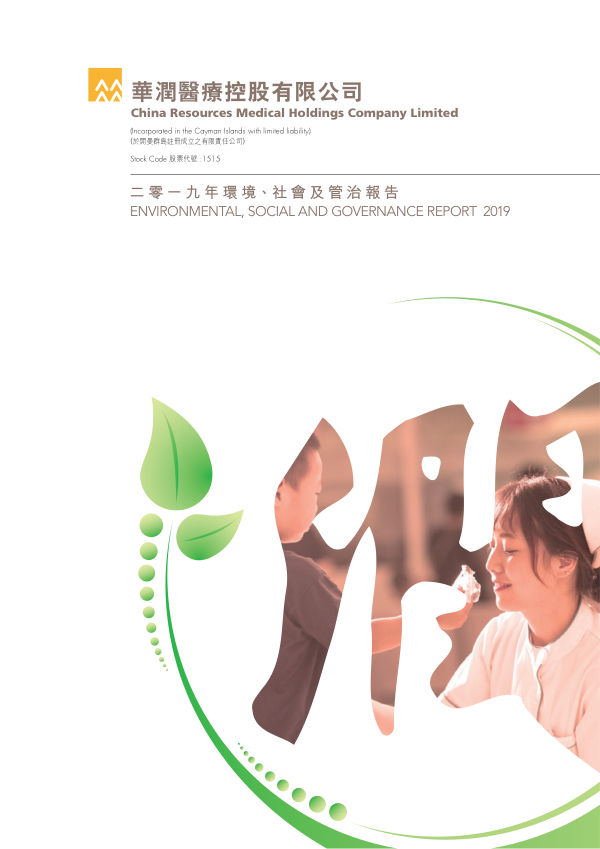 華潤醫療控股有限公司
China Resources Medical Holdings Company Limited
(Incorporated in the Cayman Islands with limited liability)
(於開曼群島註冊成立之有限責任公司)
Stock Code 股票代號 : 1515
二零一九年環境、社會及管治報告
ENVIRONMENTAL, SOCIAL AND GOVERNANCE REPORT 2019